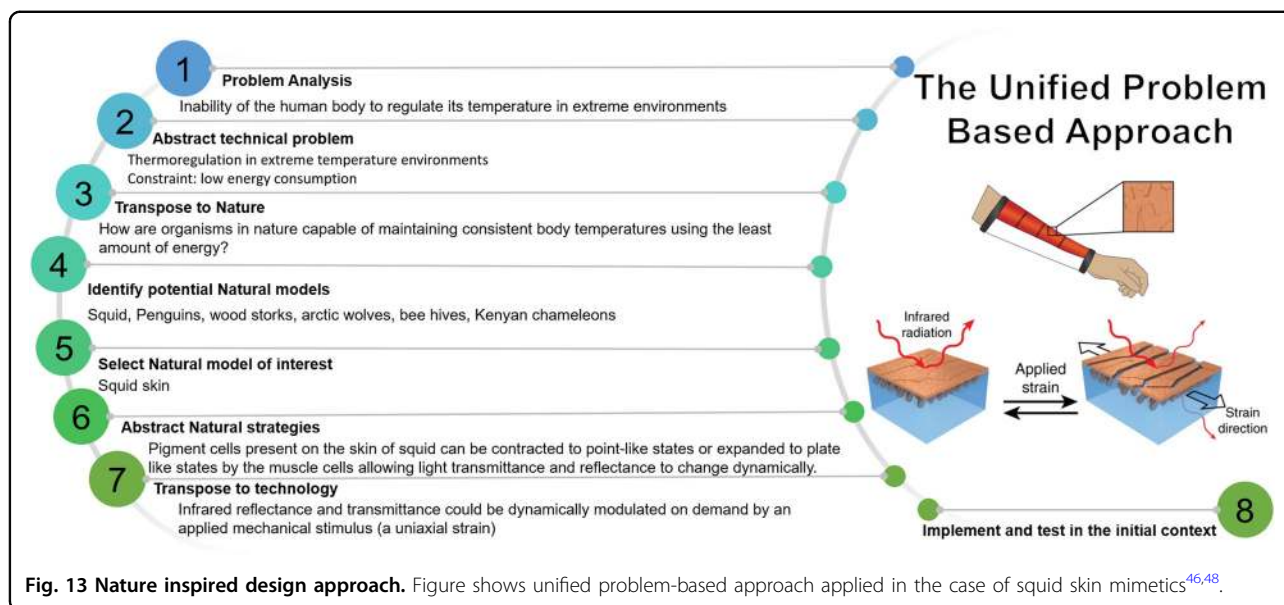 1
Problem Analysis
Inability of the human body to regulate its temperature in extreme environments
2
Abstract technical problem
Thermoregulation in extreme temperature environments
Constraint: low energy consumption
3
Transpose to Nature
How are organisms in nature capable of maintaining consistent body temperatures using the least
amount of energy?
4
Identify potential Natural models
Squid, Penguins, wood storks, arctic wolves, bee hives, Kenyan chameleons
5
Select Natural model of interest
Squid skin
6
Abstract Natural strategies
Pigment cells present on the skin of squid can be contracted to point-like states or expanded to plate
like states by the muscle cells allowing light transmittance and reflectance to change dynamically.
7
Transpose to technology
Infrared reflectance and transmittance could be dynamically modulated on demand by an
applied mechanical stimulus (a uniaxial strain)
The Unified Problem
Based Approach
Infrared
radiation
Applied
strain
Strain
direction
8
Implement and test in the initial context
Fig. 13 Nature inspired design approach. Figure shows unified problem-based approach applied in the case of squid skin mimetics46,48.